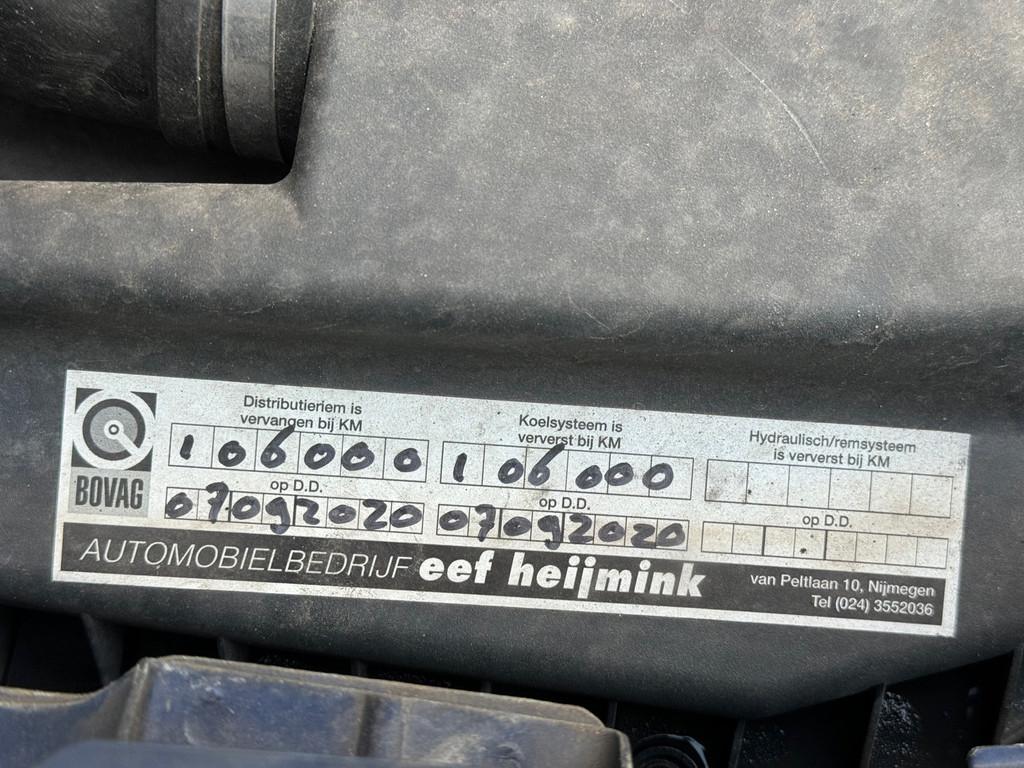 Distributieriem is
vervangen bij KM
106000
op D.D.
07092020
Koelsysteem is
ververst bij KM
106000
op D.D.
07092020
Hydraulisch/remsysteem
is ververst bij KM
op D.D.
BOVAG
AUTOMOBIELBEDRIJF eef heijmink
van Peltlaan 10, Nijmegen
Tel (024) 3552036